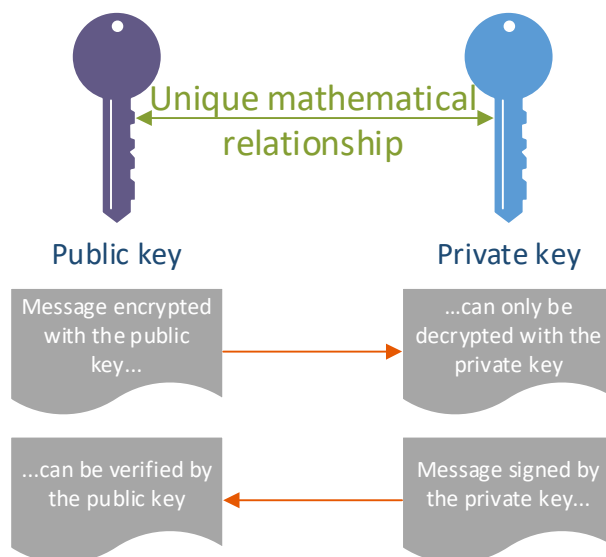 Unique mathematical
relationship
Public key
Private key
Message encrypted
with the public
key...
...can only be
decrypted with the
private key
...can be verified by
the public key
Message signed by
the private key...